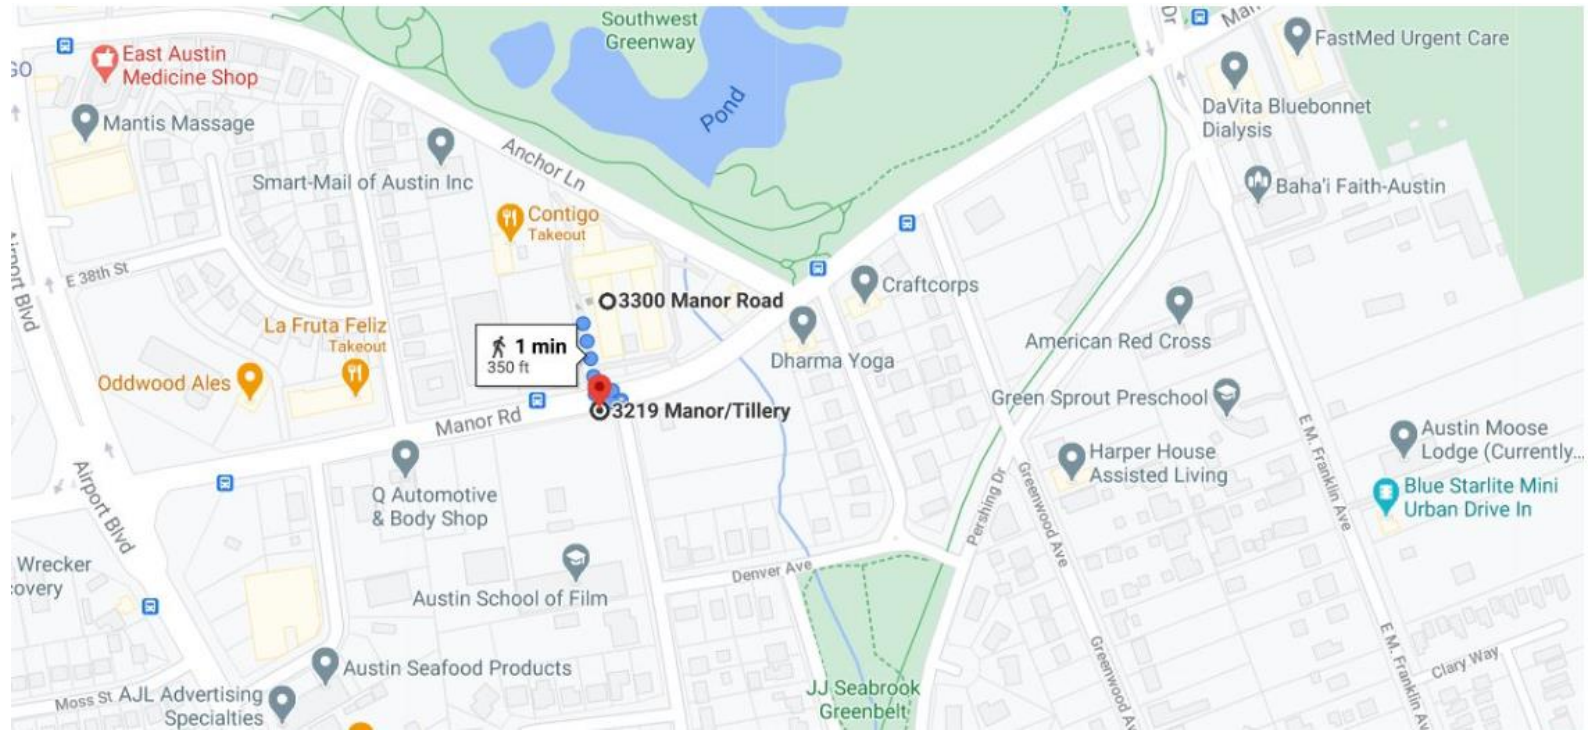 Southwest
Greenway
Dr
FastMed Urgent Care
East Austin
Medicine Shop
Pond
DaVita Bluebonnet
Dialysis
Mantis Massage
Anchor Ln
Smart-Mail of Austin Inc
Baha'i Faith-Austin
Contigo
Takeout
E 38th St
Airport Blvd
Craftcorps
3300 Manor Road
La Fruta Feliz
Takeout
1 min
350 ft
Dharma Yoga
American Red Cross
Oddwood Ales
Green Sprout Preschool
3219 Manor/Tillery
Manor Rd
E M. Franklin Ave
Austin Moose
Lodge (Currently...
Harper House
Assisted Living
Airport Blvd
Q Automotive
& Body Shop
Pershing Dr
Greenwood Ave
Blue Starlite Mini
Urban Drive In
Wrecker
overy
Denver Ave
Austin School of Film
E M. Franklin Ave
Clary Way
Austin Seafood Products
Greenwood Av
JJ Seabrook
Greenbelt
Moss St
AJL Advertising
Specialties